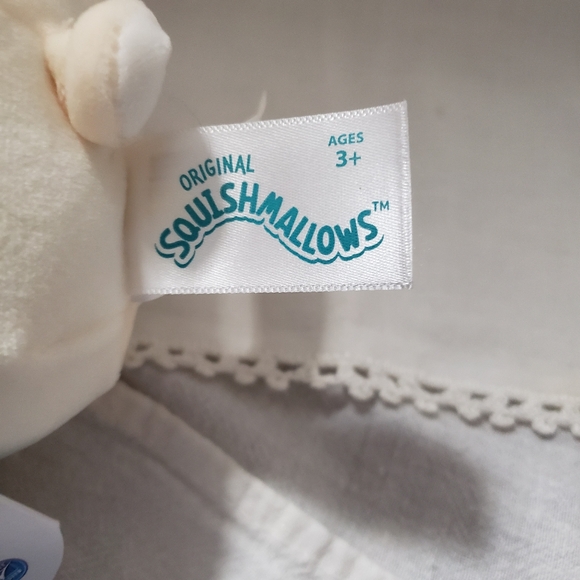 ORIGINAL
SQUISHMALLOWS™
AGES
3+